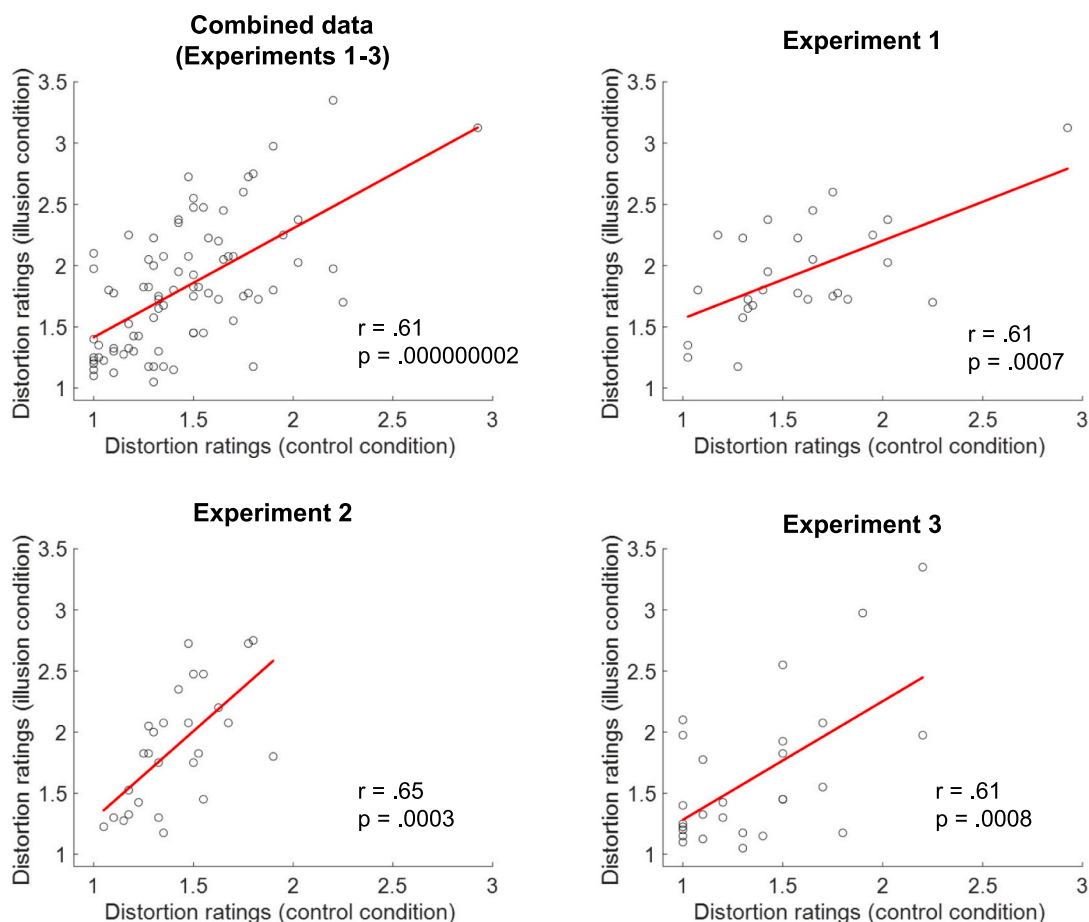 Combined data
(Experiments 1-3)
Distortion ratings (illusion condition)
3.5
3
2.5
2
1.5
1
r = .61
p = .000000002
1
1.5
2
2.5
3
Distortion ratings (control condition)
Experiment 1
Distortion ratings (illusion condition)
3.5
3
2.5
2
1.5
1
r = .61
p = .0007
1
1.5
2
2.5
3
Distortion ratings (control condition)
Experiment 2
Distortion ratings (illusion condition)
3.5
3
2.5
2
1.5
1
r = .65
p = .0003
1
1.5
2
2.5
3
Distortion ratings (control condition)
Experiment 3
Distortion ratings (illusion condition)
3.5
3
2.5
2
1.5
1
r = .61
p = .0008
1
1.5
2
2.5
3
Distortion ratings (control condition)